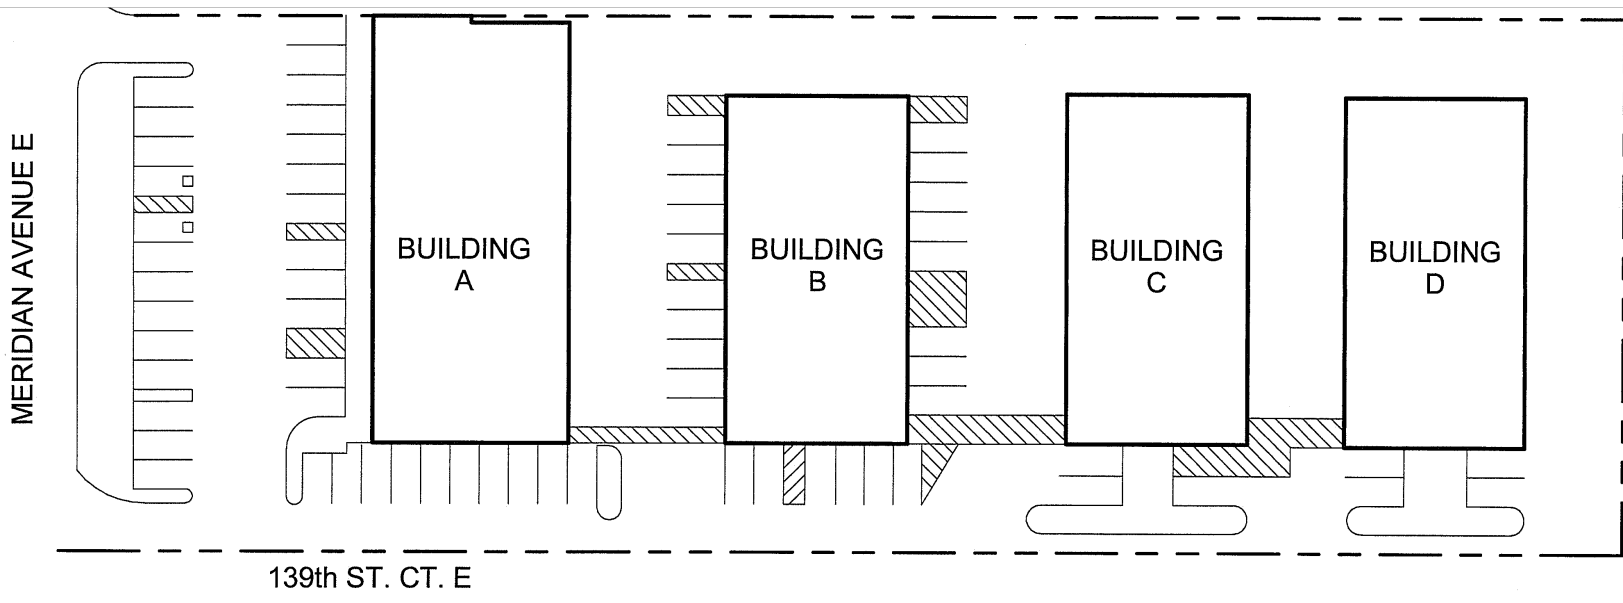 MERIDIAN AVENUE E
BUILDING
A
BUILDING
B
BUILDING
C
BUILDING
D
139th ST. CT. E